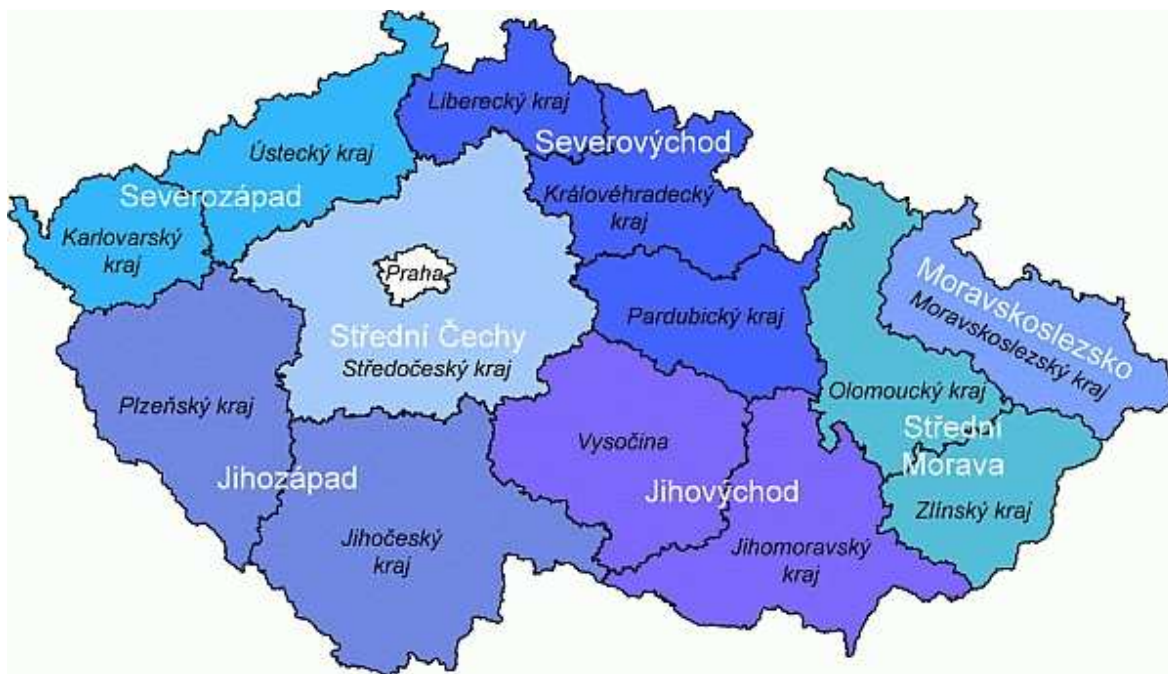 Liberecký kraj
Severovýchod
Ústecký kraj
Severozápad
Královéhradecký
kraj
Karlovarský
kraj
Praha
Moravskoslezsko
Moravskoslezský kraj
Pardubický kraj
Střední Čechy
Středočeský kraj
Plzeňský kraj
Olomoucký kraj
Střední
Morava
Vysočina
Jihozápad
Jihovýchod
Zlínský kraj
Jihočeský
kraj
Jihomoravský
kraj